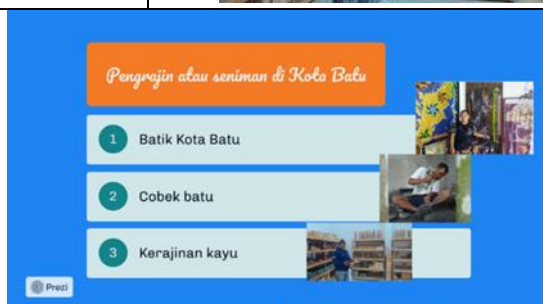 Pengrajin atau seniman di Kota Batu
1 Batik Kota Batu
2 Cobek batu
3 Kerajinan kayu
Prezi